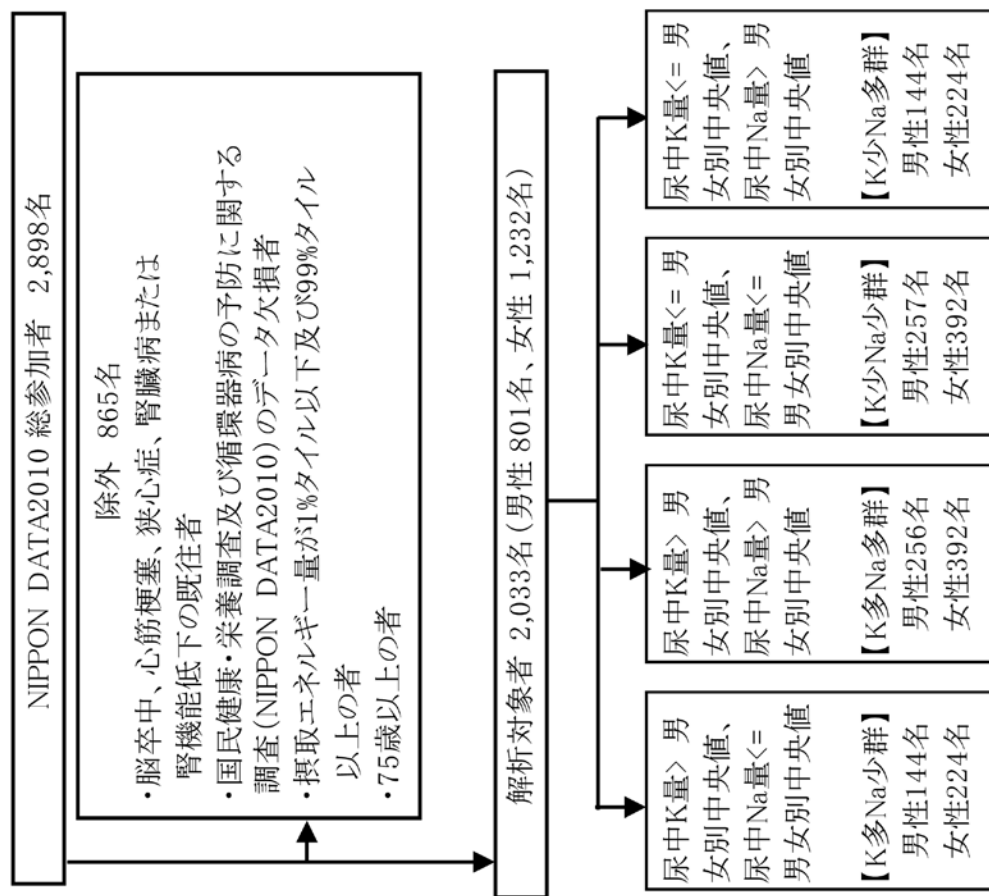 NIPPON DATA2010 総参加者 2,898名
除外 865名
・脳卒中、心筋梗塞、狭心症、腎臓病または
腎機能低下の既往者
・国民健康・栄養調査及び循環器病の予防に関する
調査(NIPPON DATA2010)のデータ欠損者
・摂取エネルギー量が1%タイル以下及び99%タイル
以上の者
・75歳以上の者
解析対象者 2,033名(男性 801名、女性 1,232名)
尿中K量> 男
女別中央値、
尿中Na量<=
男女別中央値
【K多Na少群】
男性144名
女性224名
尿中K量> 男
女別中央値、
尿中Na量> 男
女別中央値
【K多Na多群】
男性256名
女性392名
尿中K量<= 男
女別中央値、
尿中Na量<=
男女別中央値
【K少Na少群】
男性257名
女性392名
尿中K量<= 男
女別中央値、
尿中Na量> 男
女別中央値
【K少Na多群】
男性144名
女性224名